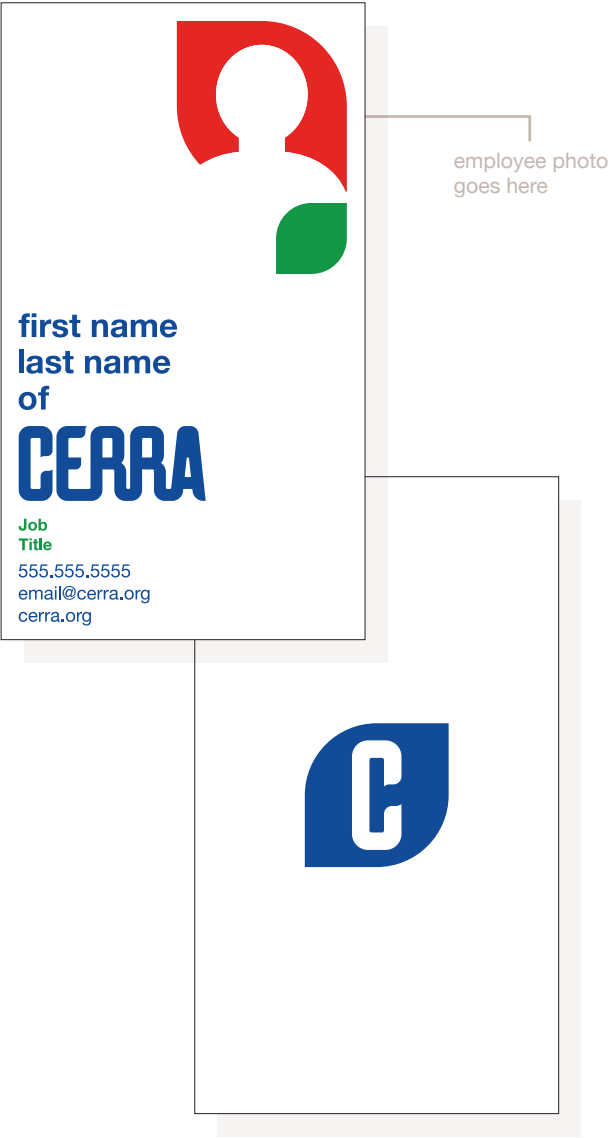 employee photo
goes here
first name
last name
of
CERRA
Job
Title
555.555.5555
email@cerra.org
cerra.org
C